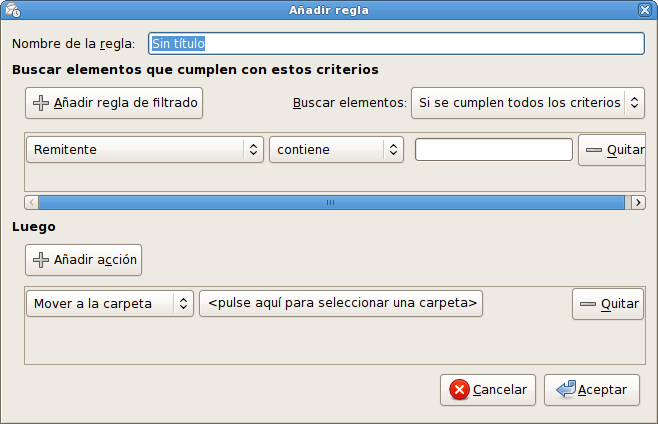 Añadir regla
Nombre de la regla: Sin título
Buscar elementos que cumplen con estos criterios
Añadir regla de filtrado Buscar elementos: Si se cumplen todos los criterios
Remitente contiene Quitar
Luego
Añadir acción
Mover a la carpeta <pulse aquí para seleccionar una carpeta> Quitar
Cancelar Aceptar